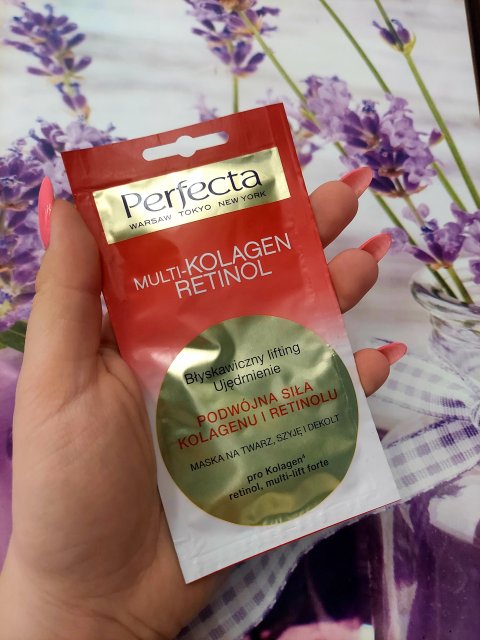 Perfecta
WARSAW TOKYO NEW YORK
MULTI-KOLAGEN
RETINOL
Błyskawiczny lifting
Ujędrnienie
PODWÓJNA SIŁA
KOLAGENU I RETINOLU
MASKA NA TWARZ, SZYJĘ I DEKOLT
pro Kolagen⁴
retinol, multi-lift forte